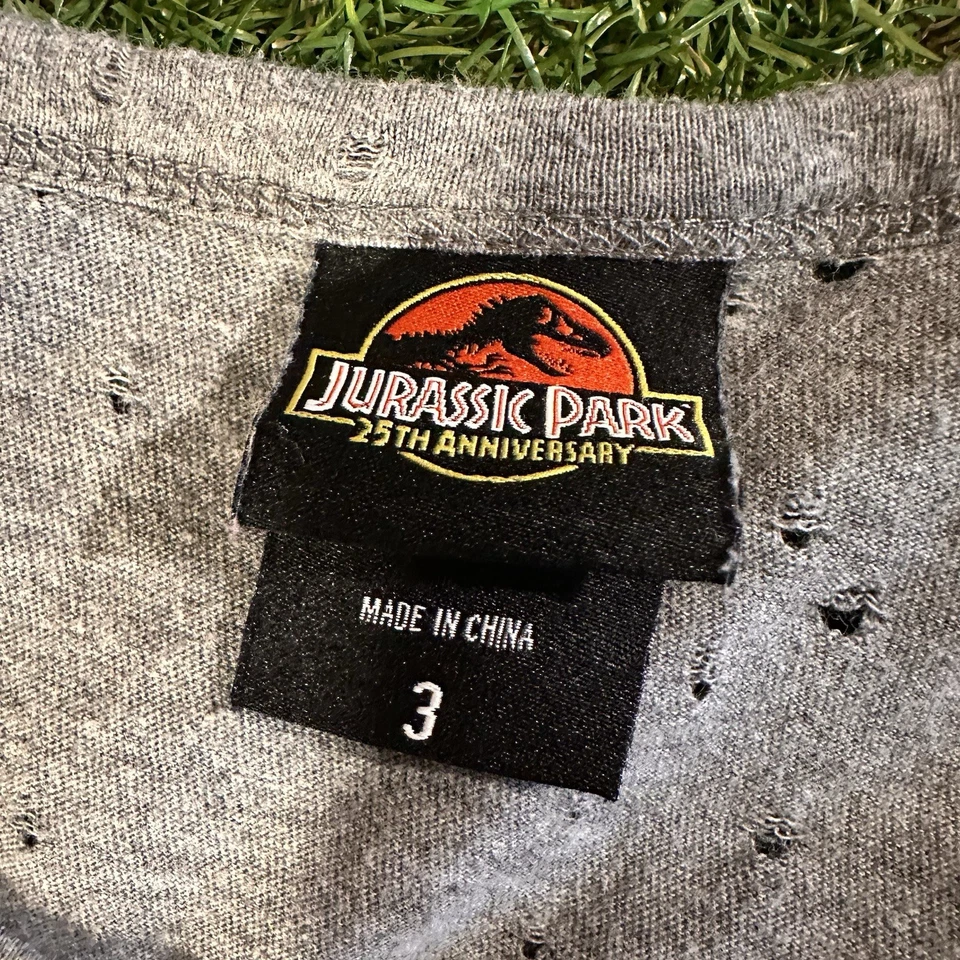 JURASSIC PARK
25TH ANNIVERSARY
MADE IN CHINA
3